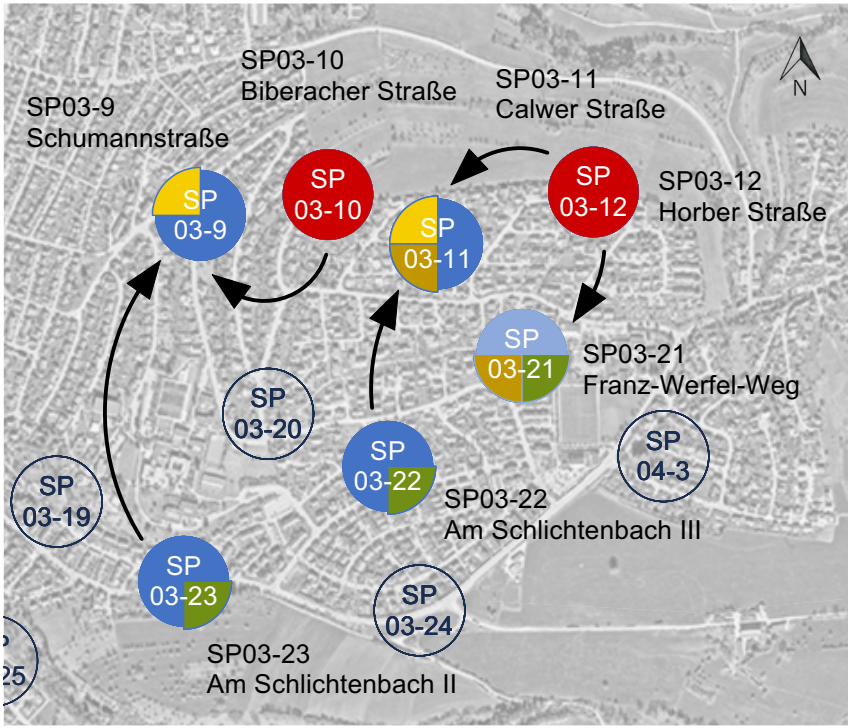 SP03-10
Biberacher Straße
SP03-11
Calwer Straße
N
SP03-9
Schumannstraße
SP
03-9
SP
03-10
SP
03-11
SP
03-12
SP03-12
Horber Straße
SP
03-21
SP03-21
Franz-Werfel-Weg
SP
03-20
SP
03-22
SP
04-3
SP03-22
Am Schlichtenbach III
SP
03-19
SP
03-23
SP
03-24
SP03-23
Am Schlichtenbach II
25